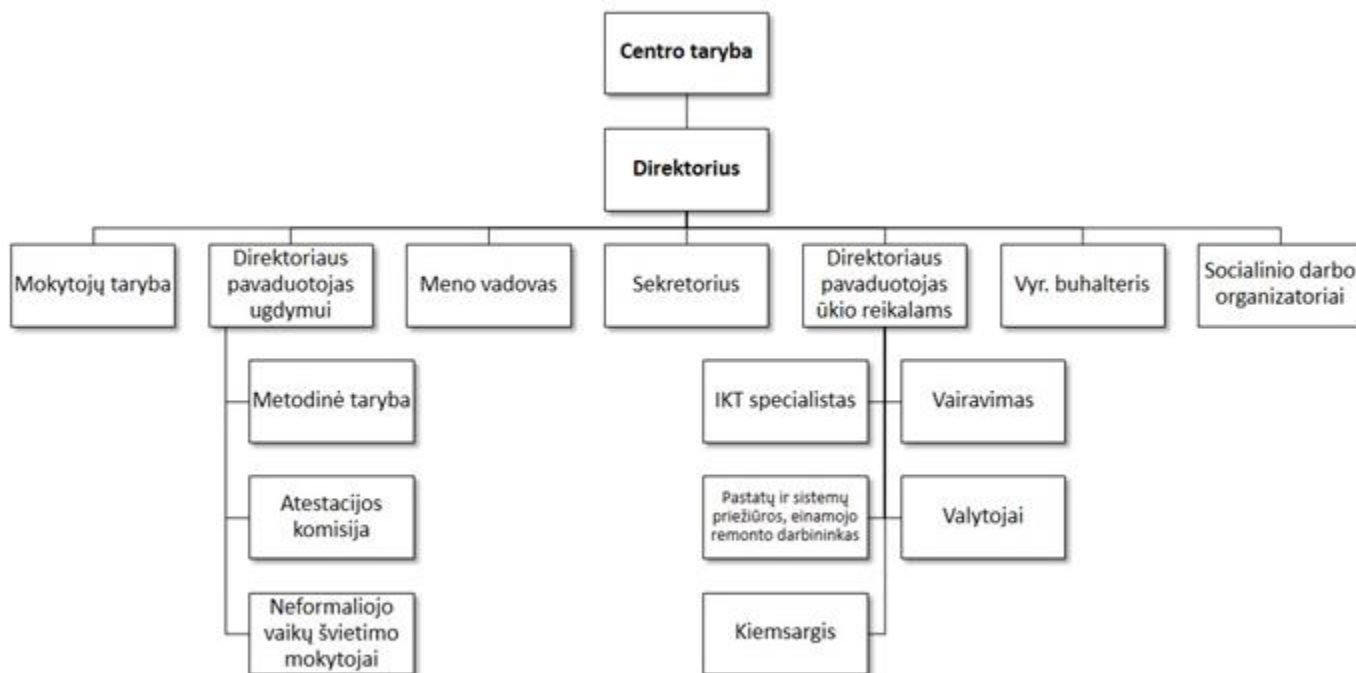 Centro taryba
Direktorius
Mokytojų taryba
Direktoriaus
pavaduotojas
ugdymui
Meno vadovas
Sekretorius
Direktoriaus
pavaduotojas
ūkio reikalams
Vyr. buhalteris
Socialinio darbo
organizatoriai
Metodinė taryba
IKT specialistas
Vairavimas
Atestacijos
komisija
Pastatų ir sistemų
priežiūros, einamojo
remonto darbininkas
Valytojai
Neformaliojo
vaikų švietimo
mokytojai
Kiemsargis